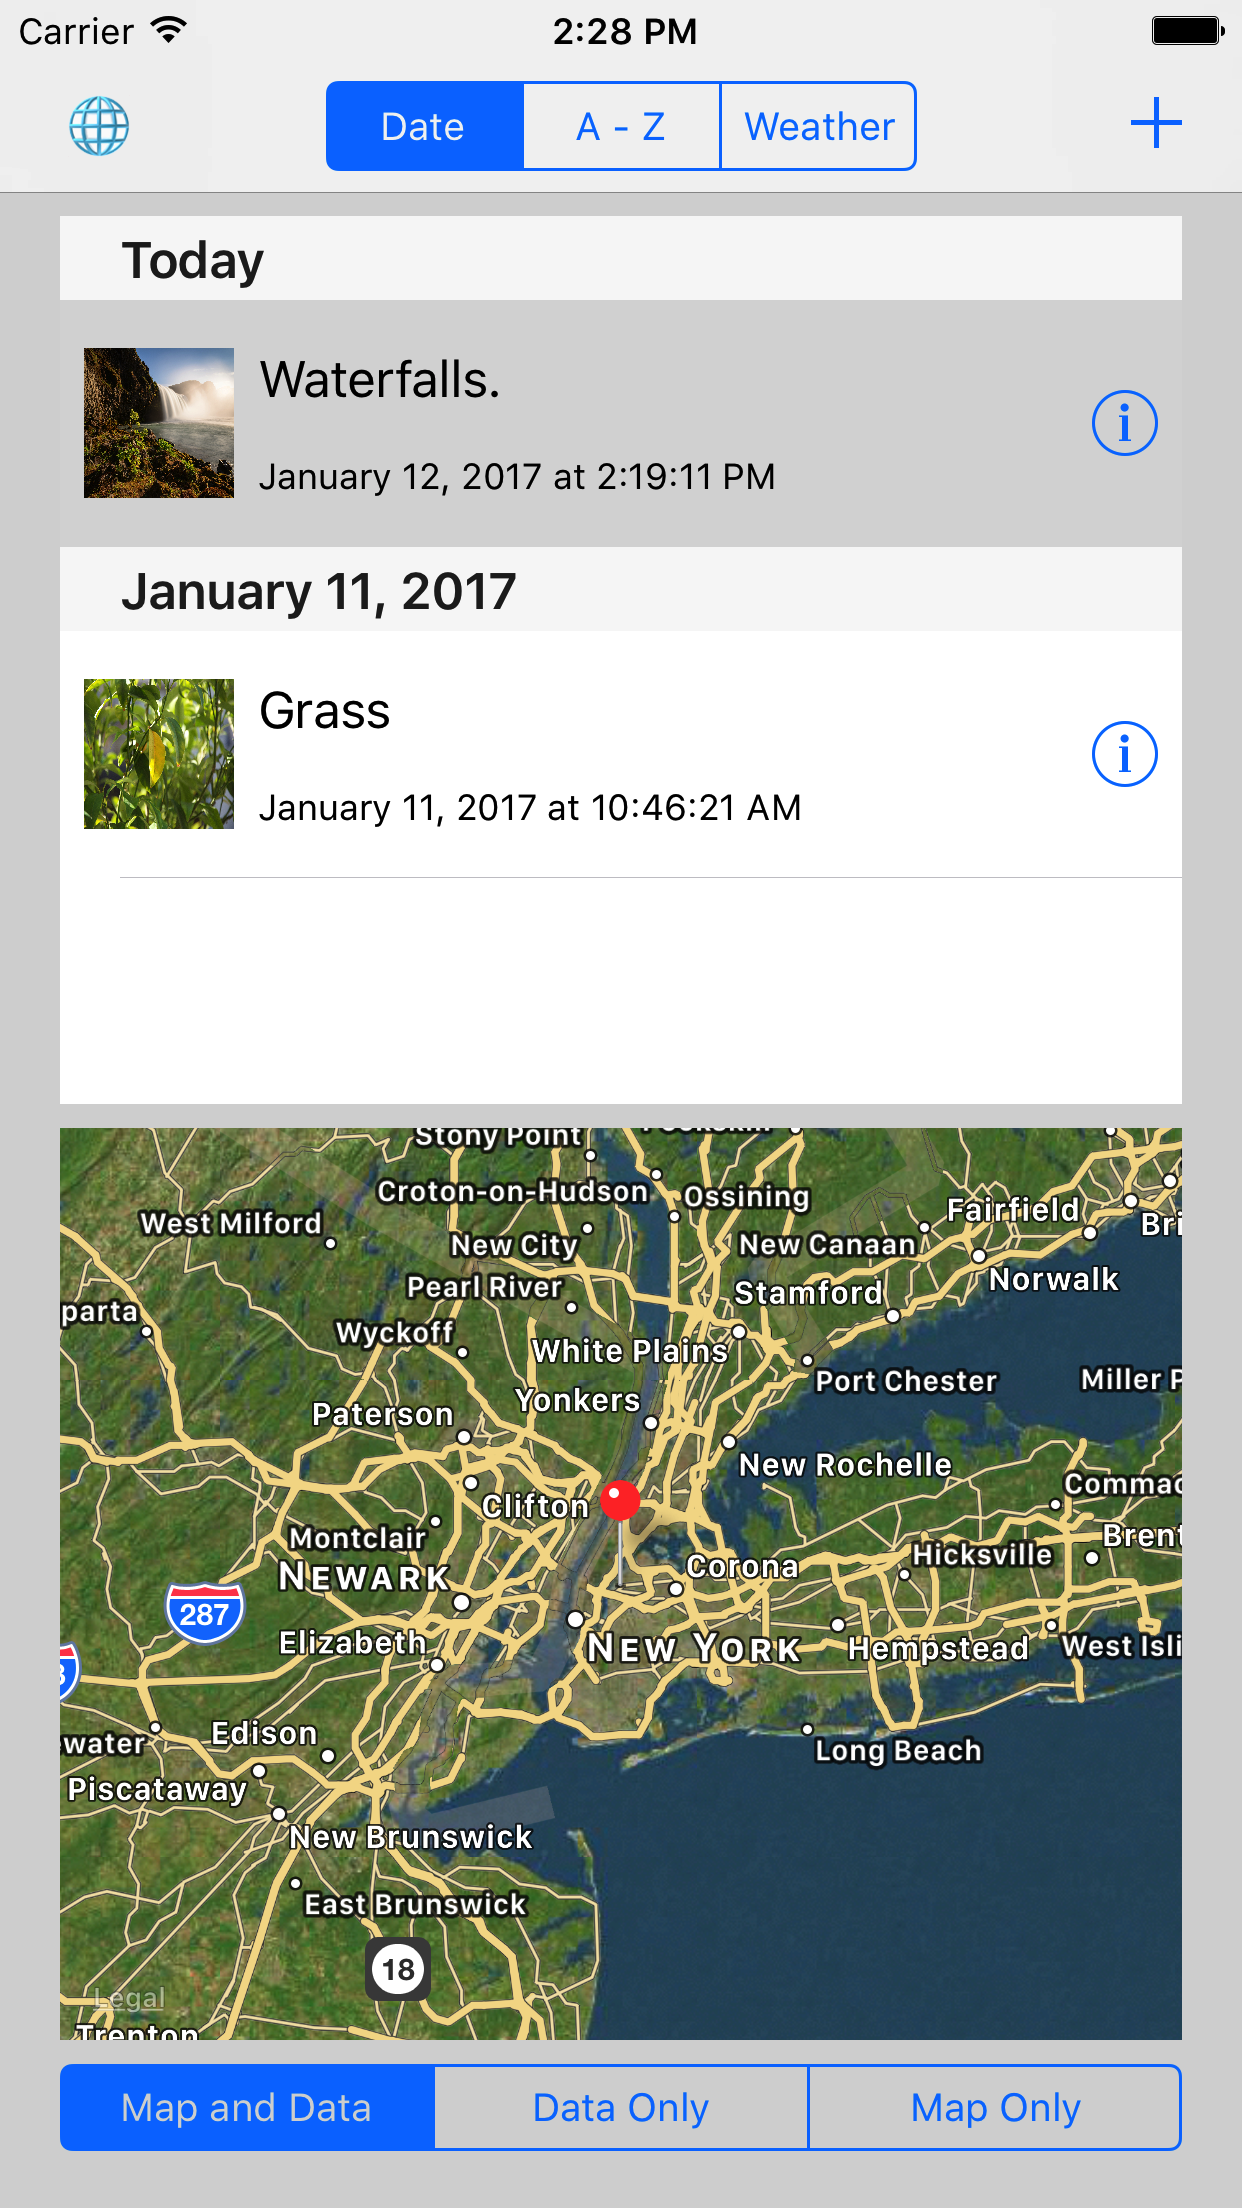 Carrier 2:28 PM
Date A - Z Weather
Today
Waterfalls.
January 12, 2017 at 2:19:11 PM
January 11, 2017
Grass
January 11, 2017 at 10:46:21 AM
Stony Point
Croton-on-Hudson
Ossining
West Milford
Fairfield
Bri
New City
New Canaan
Pearl River
Stamford
Norwalk
parta
Wyckoff
White Plains
Port Chester
Miller P
Yonkers
Paterson
New Rochelle
Commac
Clifton
Montclair
Brent
Hicksville
Corona
NEWARK
287
Elizabeth
NEW YORK
Hempstead
West Isli
Edison
ewater
Long Beach
Piscataway
New Brunswick
East Brunswick
18
Legal
Trenton
Map and Data Data Only Map Only